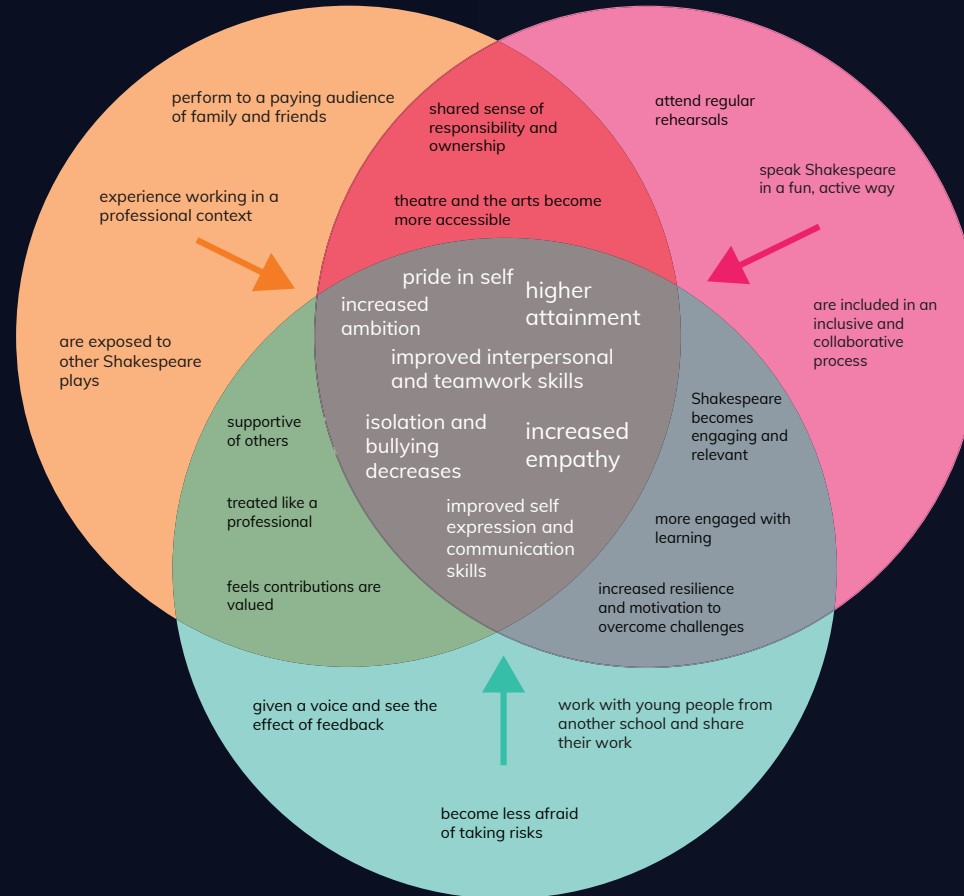 perform to a paying audience
of family and friends
experience working in a
professional context
are exposed to
other Shakespeare
plays
shared sense of
responsibility and
ownership
theatre and the arts become
more accessible
attend regular
rehearsals
speak Shakespeare
in a fun, active way
are included in an
inclusive and
collaborative
process
pride in self
increased
ambition
higher
attainment
improved interpersonal
and teamwork skills
isolation and
bullying
decreases
increased
empathy
improved self
expression and
communication
skills
supportive
of others
treated like a
professional
feels contributions are
valued
Shakespeare
becomes
engaging and
relevant
more engaged with
learning
increased resilience
and motivation to
overcome challenges
given a voice and see the
effect of feedback
work with young people from
another school and share
their work
become less afraid
of taking risks